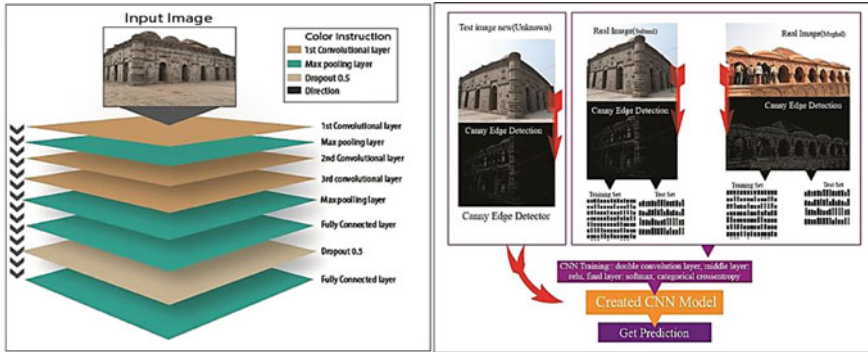 Input Image
Color Instruction
1st Convolutional layer
Max pooling layer
Dropout 0.5
Direction
1st Convolutional layer
Max pooling layer
2nd Convolutional layer
3rd convolutional layer
Maxpoolling layer
Fully Connected layer
Dropout 0.5
Fully Connected layer
Test image new(Unknown)
Canny Edge Detection
Canny Edge Detector
Real Image(Sultanat)
Canny Edge Detection
Training Set
Test Set
Real Image(Mughal)
Canny Edge Detection
Training Set
Test Set
CNN Training:: double convolution layer, middle layer:
relu, final layer: softmax, categorical crossentropy
Created CNN Model
Get Prediction